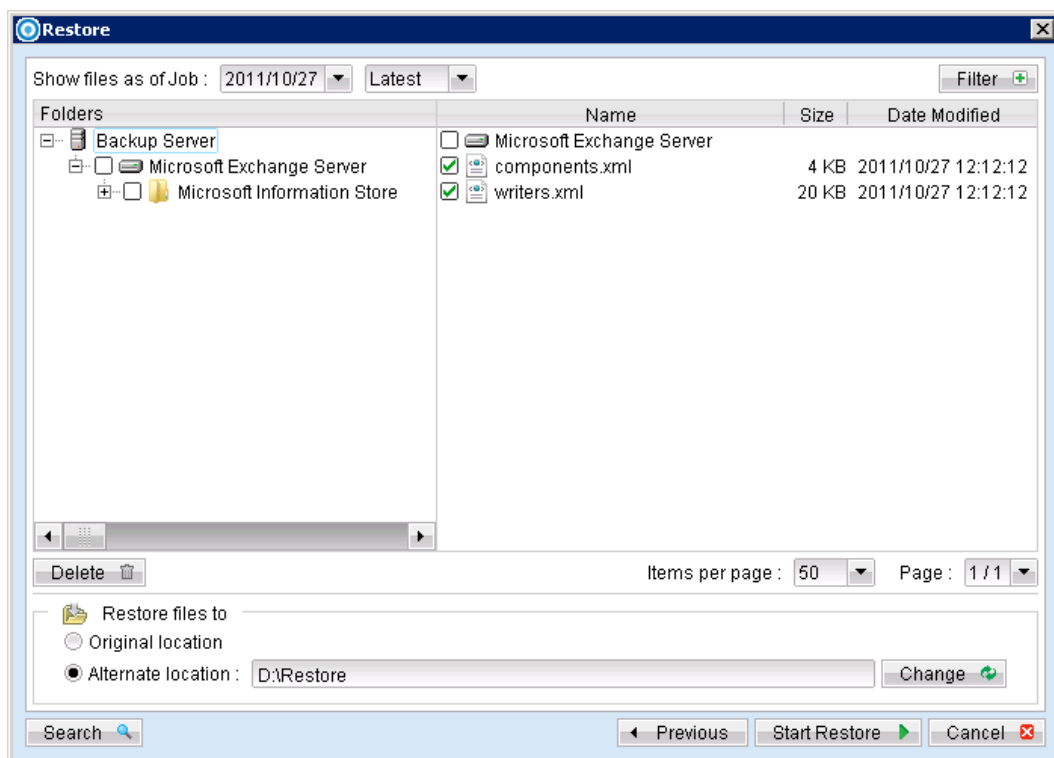 Restore
Show files as of Job : 2011/10/27 Latest Filter
Folders Name Size Date Modified
Backup Server Microsoft Exchange Server
Microsoft Exchange Server components.xml 4 KB 2011/10/27 12:12:12
Microsoft Information Store writers.xml 20 KB 2011/10/27 12:12:12
Delete Items per page : 50 Page : 1 / 1
Restore files to
Original location
Alternate location : D:\Restore Change
Search Previous Start Restore Cancel